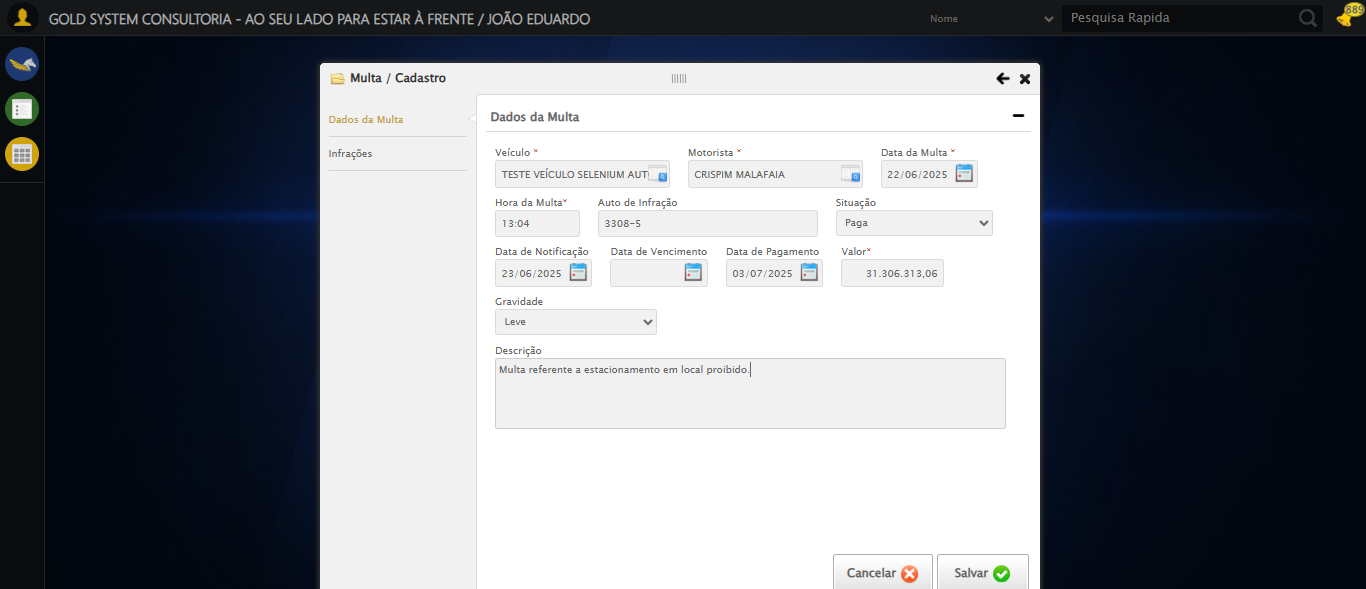 GOLD SYSTEM CONSULTORIA - AO SEU LADO PARA ESTAR À FRENTE / JOÃO EDUARDO
Nome
Pesquisa Rapida
889
Multa / Cadastro
Dados da Multa
Infrações
Dados da Multa
Veículo * Motorista * Data da Multa *
TESTE VEÍCULO SELENIUM AUT CRISPIM MALAFAIA 22/06/2025
Hora da Multa* Auto de Infração Situação
13:04 3308-5 Paga
Data de Notificação Data de Vencimento Data de Pagamento Valor*
23/06/2025 03/07/2025 31.306.313,06
Gravidade
Leve
Descrição
Multa referente a estacionamento em local proibido.
Cancelar Salvar